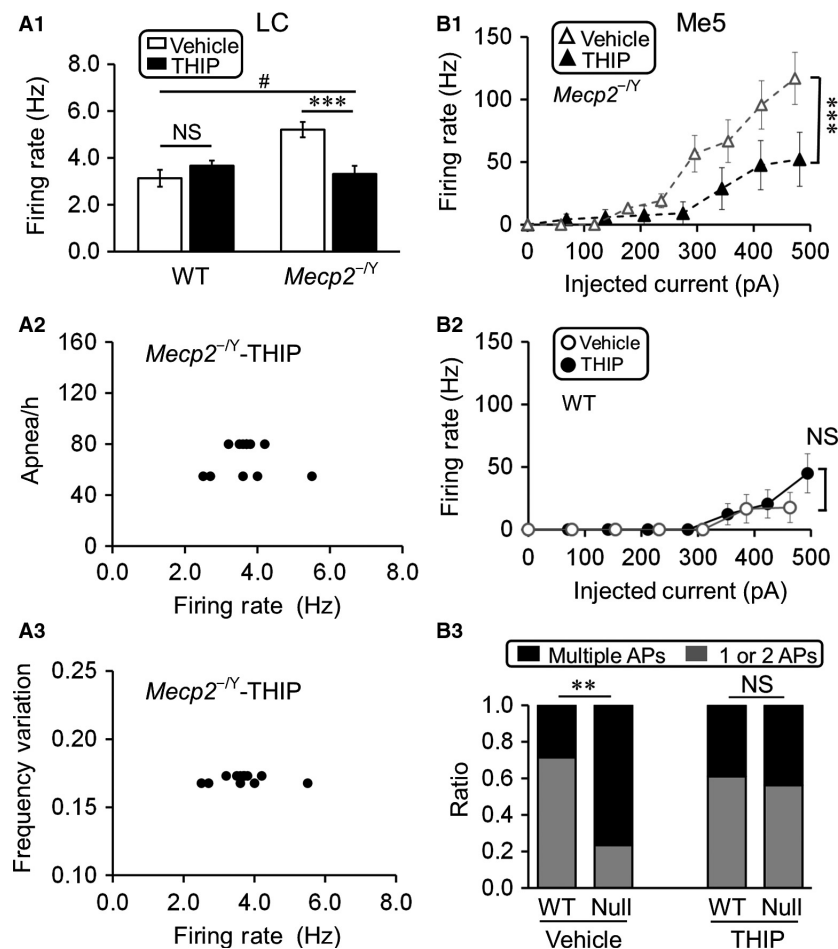 A1
LC
Vehicle
THIP
#
***
NS
Firing rate (Hz)
8.0
6.0
4.0
2.0
0.0
WT
Mecp2⁻/ʸ
A2
Mecp2⁻/ʸ-THIP
Apnea/h
160
120
80
40
0
0.0 2.0 4.0 6.0 8.0
Firing rate (Hz)
A3
Mecp2⁻/ʸ-THIP
Frequency variation
0.25
0.20
0.15
0.10
0.0 2.0 4.0 6.0 8.0
Firing rate (Hz)
B1
Me5
Vehicle
THIP
Mecp2⁻/ʸ
***
Firing rate (Hz)
150
100
50
0
0 100 200 300 400 500
Injected current (pA)
B2
Vehicle
THIP
WT
NS
Firing rate (Hz)
150
100
50
0
0 100 200 300 400 500
Injected current (pA)
B3
Multiple APs 1 or 2 APs
** NS
Ratio
1.0
0.8
0.6
0.4
0.2
0.0
WT Null WT Null
Vehicle THIP